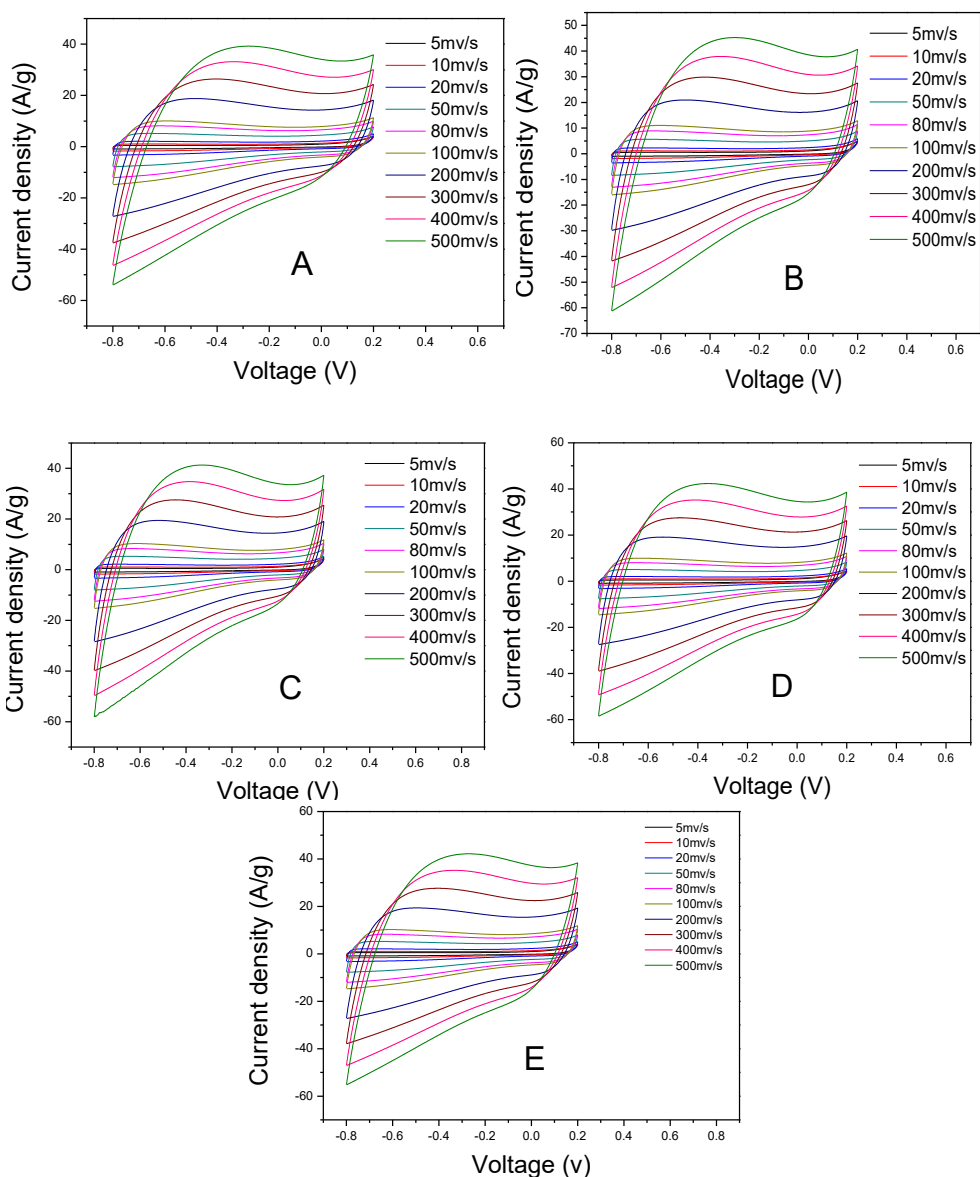 Current density (A/g)
40
20
0
-20
-40
-60
-0.8
-0.6
-0.4
-0.2
0.0
0.2
0.4
0.6
Voltage (V)
5mv/s
10mv/s
20mv/s
50mv/s
80mv/s
100mv/s
200mv/s
300mv/s
400mv/s
500mv/s
A
Current density (A/g)
50
40
30
20
10
0
-10
-20
-30
-40
-50
-60
-70
-0.8
-0.6
-0.4
-0.2
0.0
0.2
0.4
0.6
Voltage (V)
5mv/s
10mv/s
20mv/s
50mv/s
80mv/s
100mv/s
200mv/s
300mv/s
400mv/s
500mv/s
B
Current density (A/g)
40
20
0
-20
-40
-60
-0.8
-0.6
-0.4
-0.2
0.0
0.2
0.4
0.6
0.8
Voltage (V)
5mv/s
10mv/s
20mv/s
50mv/s
80mv/s
100mv/s
200mv/s
300mv/s
400mv/s
500mv/s
C
Current density (A/g)
60
40
20
0
-20
-40
-60
-0.8
-0.6
-0.4
-0.2
0.0
0.2
0.4
0.6
Voltage (V)
5mv/s
10mv/s
20mv/s
50mv/s
80mv/s
100mv/s
200mv/s
300mv/s
400mv/s
500mv/s
D
Current density (A/g)
60
40
20
0
-20
-40
-60
-0.8
-0.6
-0.4
-0.2
0.0
0.2
0.4
0.6
0.8
Voltage (v)
5mv/s
10mv/s
20mv/s
50mv/s
80mv/s
100mv/s
200mv/s
300mv/s
400mv/s
500mv/s
E